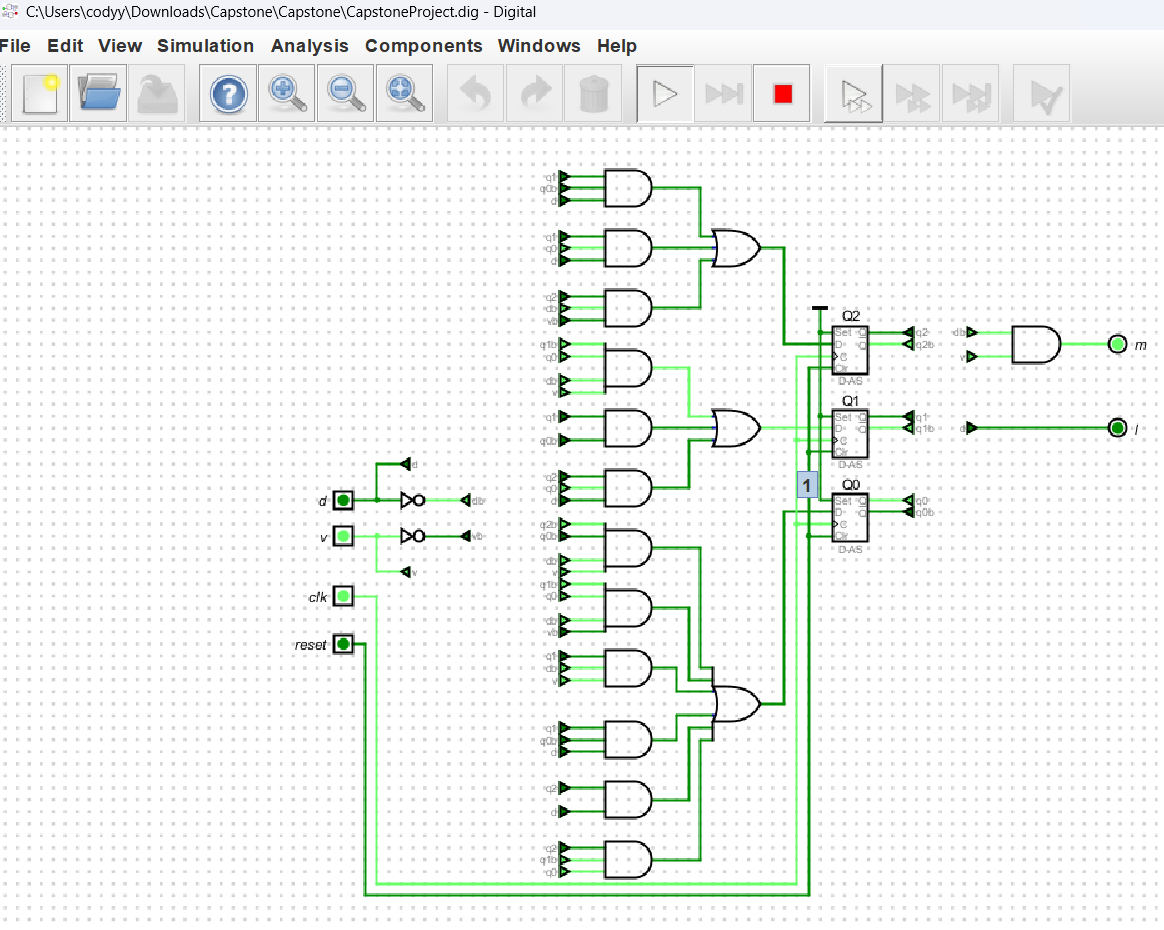 C:\Users\codyy\Downloads\Capstone\Capstone\CapstoneProject.dig - Digital
File Edit View Simulation Analysis Components Windows Help
q1
q0b
d
q1
q0
d
q2
db
vb
q1b
q0
db
v
q1
q0b
q2
q0
d
q2b
q0b
db
v
q1b
q0
db
vb
q1
db
v
q1
q0b
d
q2
d
q2
q1b
q0
d
d
db
v
vb
v
clk
reset
Q2
Set Q
D Q
C
Clr
D-AS
q2
q2b
Q1
Set Q
D Q
C
Clr
D-AS
q1
q1b
1
Q0
Set Q
D Q
C
Clr
D-AS
q0
q0b
db
v
m
d
l